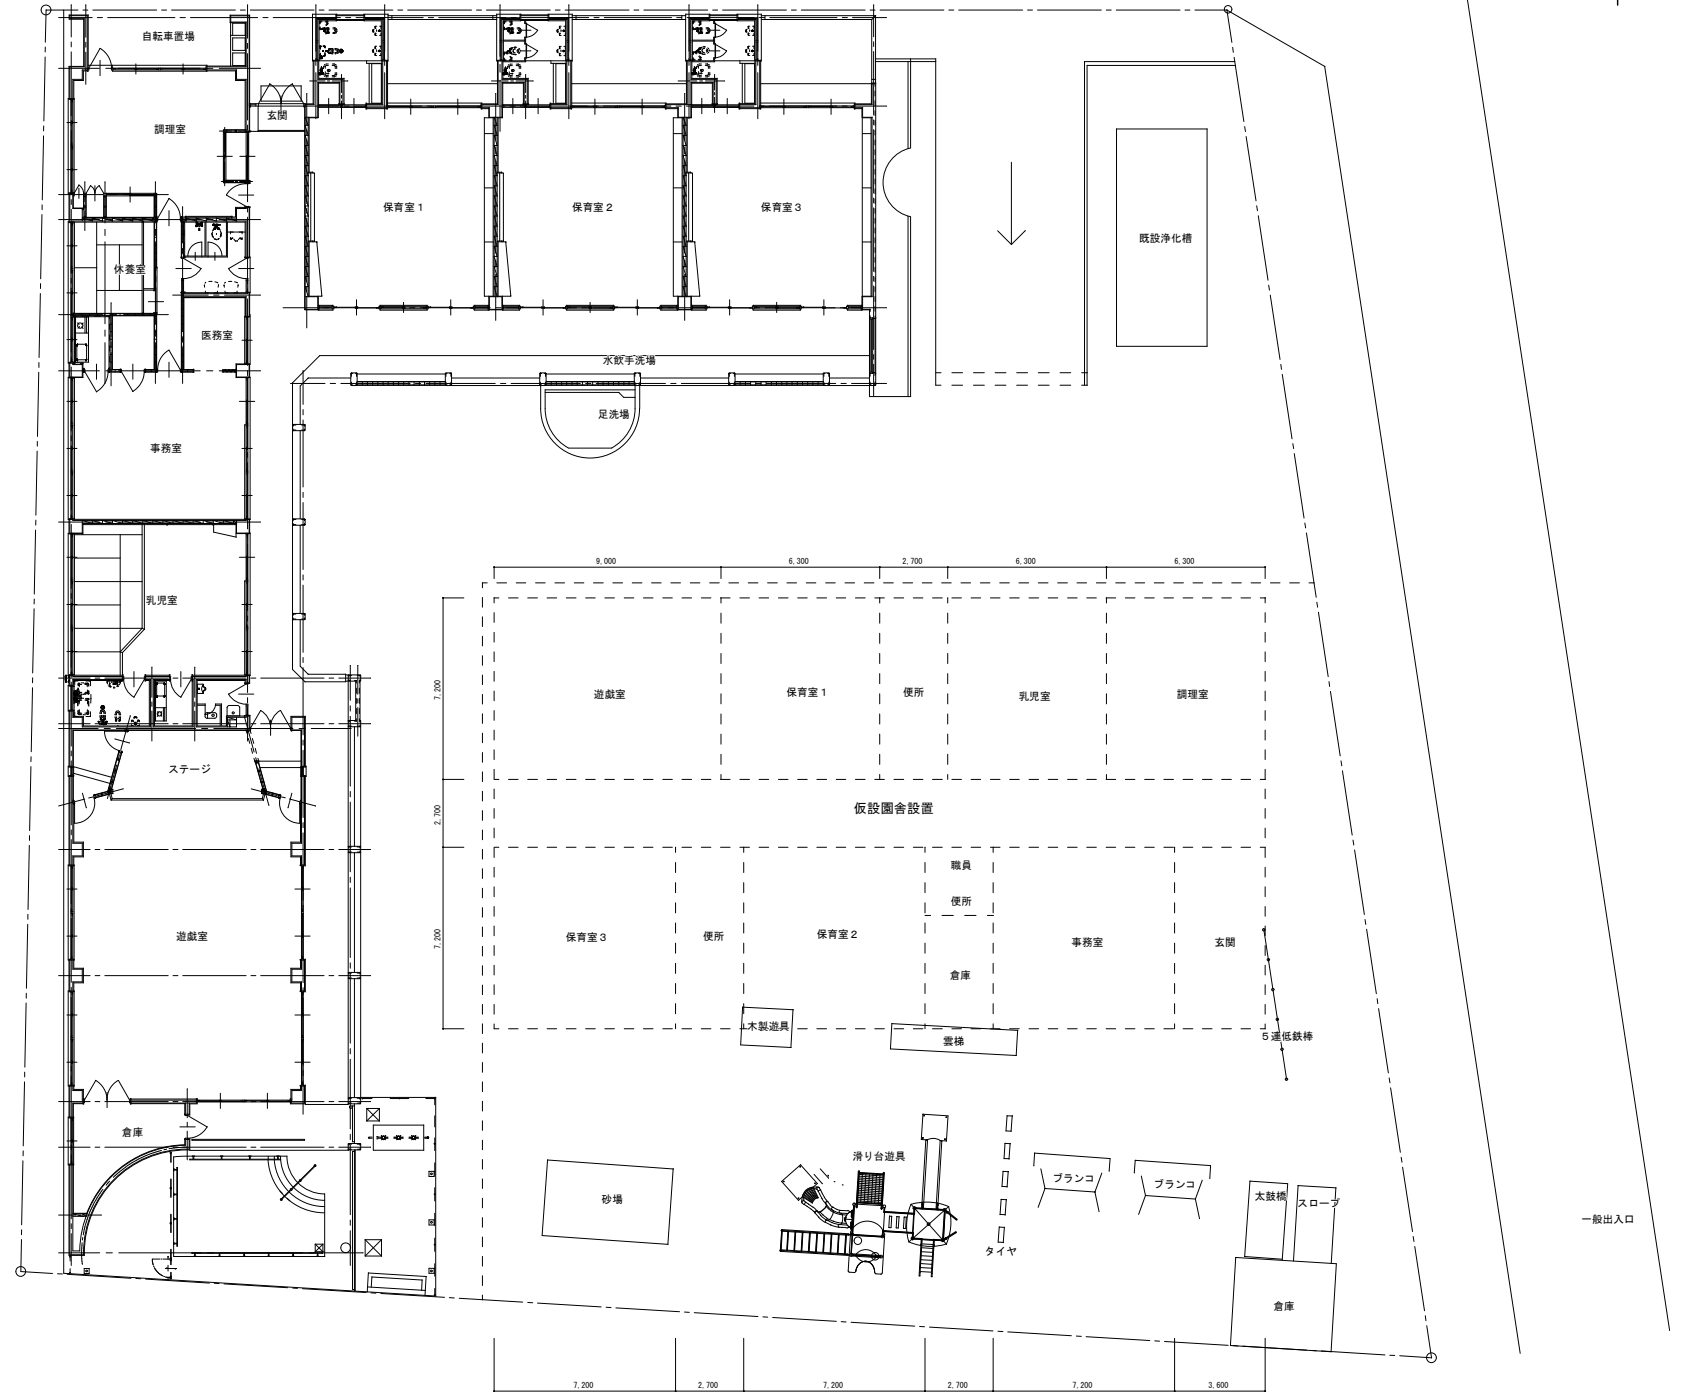 自転車置場
調理室
玄関
保育室１
保育室２
保育室３
既設浄化槽
休養室
医務室
水飲手洗場
足洗場
事務室
乳児室
9,000
6,300
2,700
6,300
6,300
7,200
遊戯室
保育室１
便所
乳児室
調理室
ステージ
2,700
仮設園舎設置
7,200
保育室３
便所
保育室２
職員
便所
倉庫
事務室
玄関
遊戯室
木製遊具
雲梯
５連低鉄棒
倉庫
砂場
滑り台遊具
タイヤ
ブランコ
ブランコ
太鼓橋
スロープ
一般出入口
倉庫
7,200
2,700
7,200
2,700
7,200
3,600